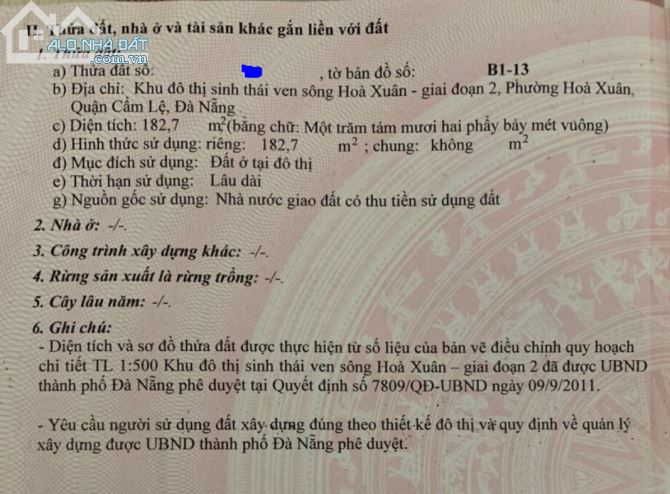 II. Thửa đất, nhà ở và tài sản khác gắn liền với đất
ALONHADAT
.com.vn
1. Thửa đất:
a) Thửa đất số: , tờ bản đồ số: B1-13
b) Địa chỉ: Khu đô thị sinh thái ven sông Hoà Xuân - giai đoạn 2, Phường Hoà Xuân,
Quận Cẩm Lệ, Đà Nẵng
c) Diện tích: 182,7 m²(bằng chữ: Một trăm tám mươi hai phẩy bảy mét vuông)
d) Hình thức sử dụng: riêng: 182,7 m² ; chung: không m²
đ) Mục đích sử dụng: Đất ở tại đô thị
e) Thời hạn sử dụng: Lâu dài
g) Nguồn gốc sử dụng: Nhà nước giao đất có thu tiền sử dụng đất
2. Nhà ở: -/-.
3. Công trình xây dựng khác: -/-.
4. Rừng sản xuất là rừng trồng: -/-.
5. Cây lâu năm: -/-.
6. Ghi chú:
- Diện tích và sơ đồ thửa đất được thực hiện từ số liệu của bản vẽ điều chỉnh quy hoạch
chi tiết TL 1:500 Khu đô thị sinh thái ven sông Hoà Xuân – giai đoạn 2 đã được UBND
thành phố Đà Nẵng phê duyệt tại Quyết định số 7809/QĐ-UBND ngày 09/9/2011.
- Yêu cầu người sử dụng đất xây dựng đúng theo thiết kế đô thị và quy định về quản lý
xây dựng được UBND thành phố Đà Nẵng phê duyệt.